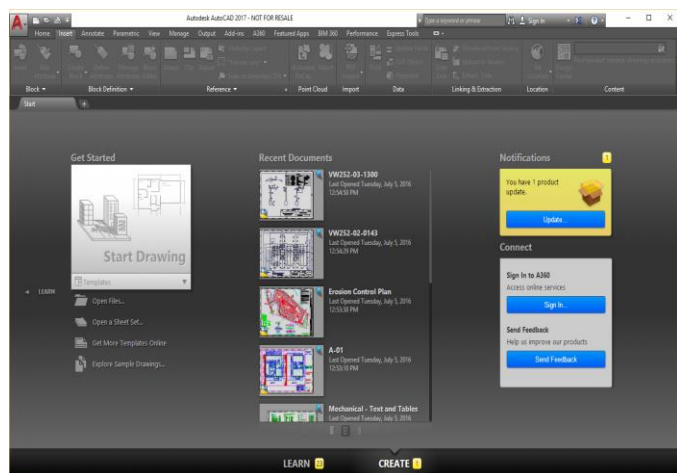 Autodesk AutoCAD 2017 - NOT FOR RESALE
Type a keyword or phrase
Sign In
Home Insert Annotate Parametric View Manage Output Add-ins A360 Featured Apps BIM 360 Performance Express Tools
Block
Block Definition
Reference
Point Cloud
Import
Data
Linking & Extraction
Location
Content
Start
Get Started
Start Drawing
Templates
Open Files...
Open a Sheet Set...
Get More Templates Online
Explore Sample Drawings...
LEARN
Recent Documents
VW252-03-1300
Last Opened Tuesday, July 5, 2016
12:54:50 PM
VW252-02-0143
Last Opened Tuesday, July 5, 2016
12:54:29 PM
Erosion Control Plan
Last Opened Tuesday, July 5, 2016
12:53:38 PM
A-01
Last Opened Tuesday, July 5, 2016
12:53:10 PM
Mechanical - Text and Tables
Last Opened Tuesday, July 5, 2016
Notifications
1
You have 1 product
update.
Update...
Connect
Sign In to A360
Access online services
Sign In...
Send Feedback
Help us improve our products
Send Feedback
LEARN
CREATE 1